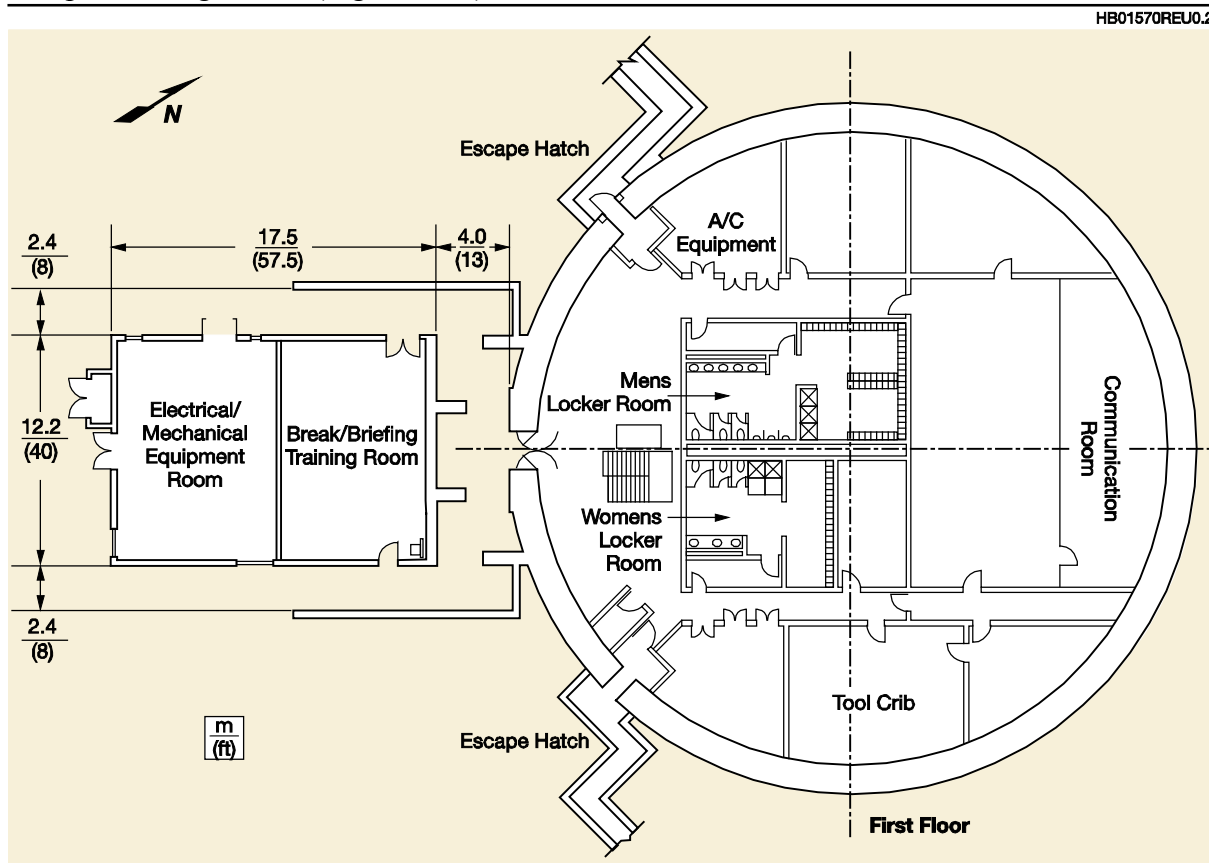 HB01570REU0.2
N
Escape Hatch
A/C
Equipment
2.4
(8)
17.5
(57.5)
4.0
(13)
12.2
(40)
Electrical/
Mechanical
Equipment
Room
Break/Briefing
Training Room
Mens
Locker Room
Communication
Room
Womens
Locker
Room
2.4
(8)
m
(ft)
Tool Crib
Escape Hatch
First Floor